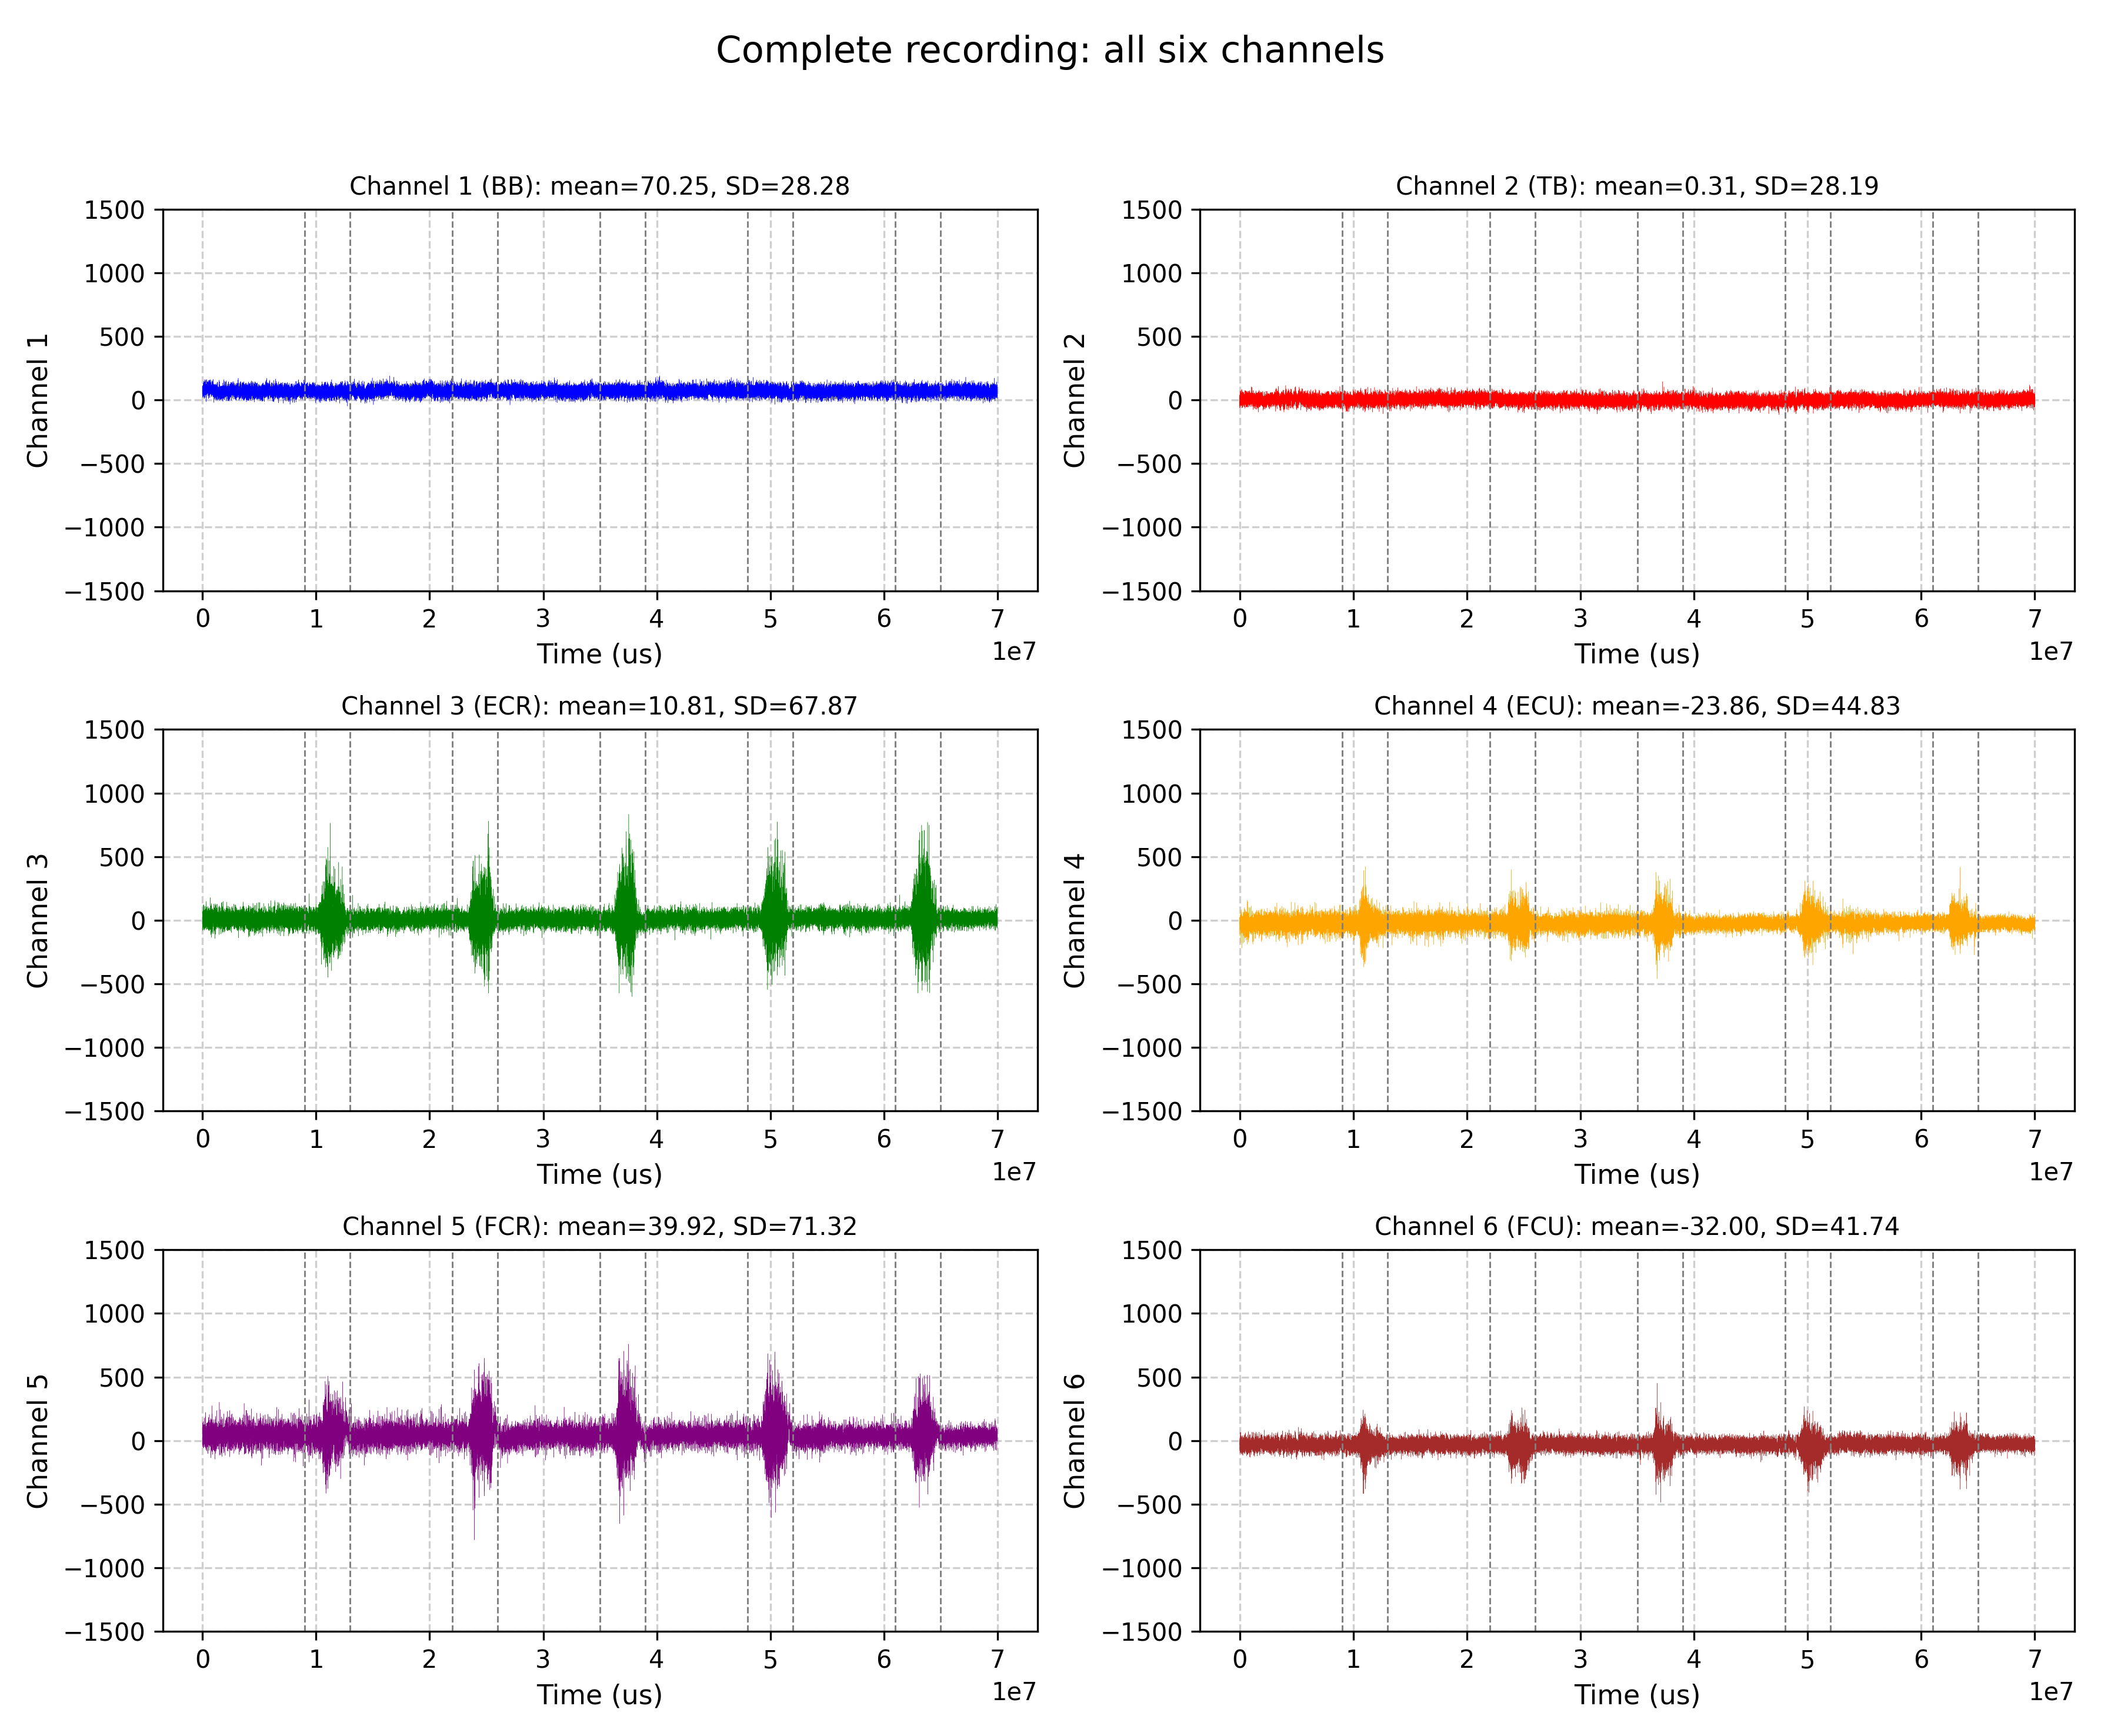 Complete recording: all six channels
Channel 1 (BB): mean=70.25, SD=28.28
1500
1000
500
0
−500
−1000
−1500
Channel 1
0 1 2 3 4 5 6 7
1e7
Time (us)
Channel 2 (TB): mean=0.31, SD=28.19
1500
1000
500
0
−500
−1000
−1500
Channel 2
0 1 2 3 4 5 6 7
1e7
Time (us)
Channel 3 (ECR): mean=10.81, SD=67.87
1500
1000
500
0
−500
−1000
−1500
Channel 3
0 1 2 3 4 5 6 7
1e7
Time (us)
Channel 4 (ECU): mean=-23.86, SD=44.83
1500
1000
500
0
−500
−1000
−1500
Channel 4
0 1 2 3 4 5 6 7
1e7
Time (us)
Channel 5 (FCR): mean=39.92, SD=71.32
1500
1000
500
0
−500
−1000
−1500
Channel 5
0 1 2 3 4 5 6 7
1e7
Time (us)
Channel 6 (FCU): mean=-32.00, SD=41.74
1500
1000
500
0
−500
−1000
−1500
Channel 6
0 1 2 3 4 5 6 7
1e7
Time (us)